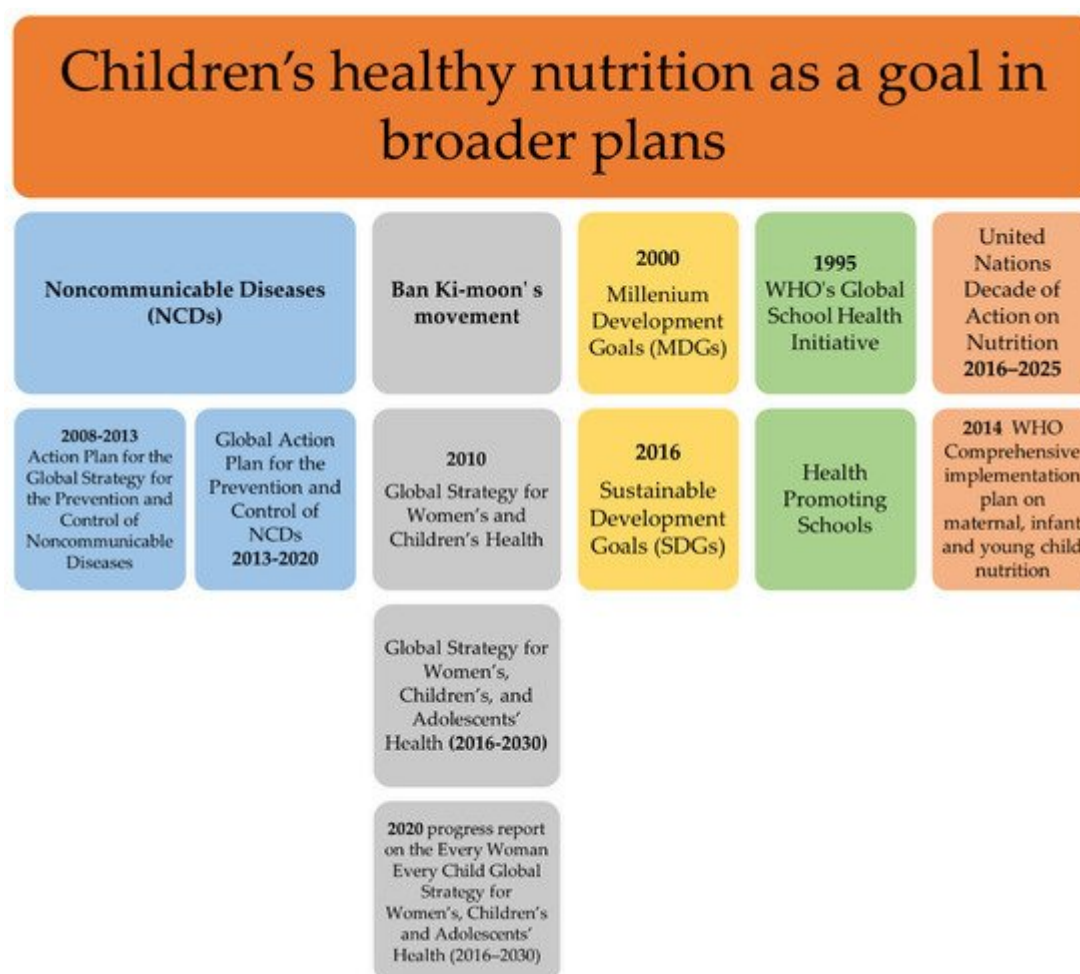 Children's healthy nutrition as a goal in
broader plans
Noncommunicable Diseases
(NCDs)
Ban Ki-moon' s
movement
2000
Millenium
Development
Goals (MDGs)
1995
WHO's Global
School Health
Initiative
United
Nations
Decade of
Action on
Nutrition
2016–2025
2008-2013
Action Plan for the
Global Strategy for
the Prevention and
Control of
Noncommunicable
Diseases
Global Action
Plan for the
Prevention and
Control of
NCDs
2013-2020
2010
Global Strategy for
Women's and
Children's Health
2016
Sustainable
Development
Goals (SDGs)
Health
Promoting
Schools
2014 WHO
Comprehensive
implementation
plan on
maternal, infant
and young child
nutrition
Global Strategy for
Women's,
Children's, and
Adolescents'
Health (2016-2030)
2020 progress report
on the Every Woman
Every Child Global
Strategy for
Women's, Children's
and Adolescents'
Health (2016–2030)